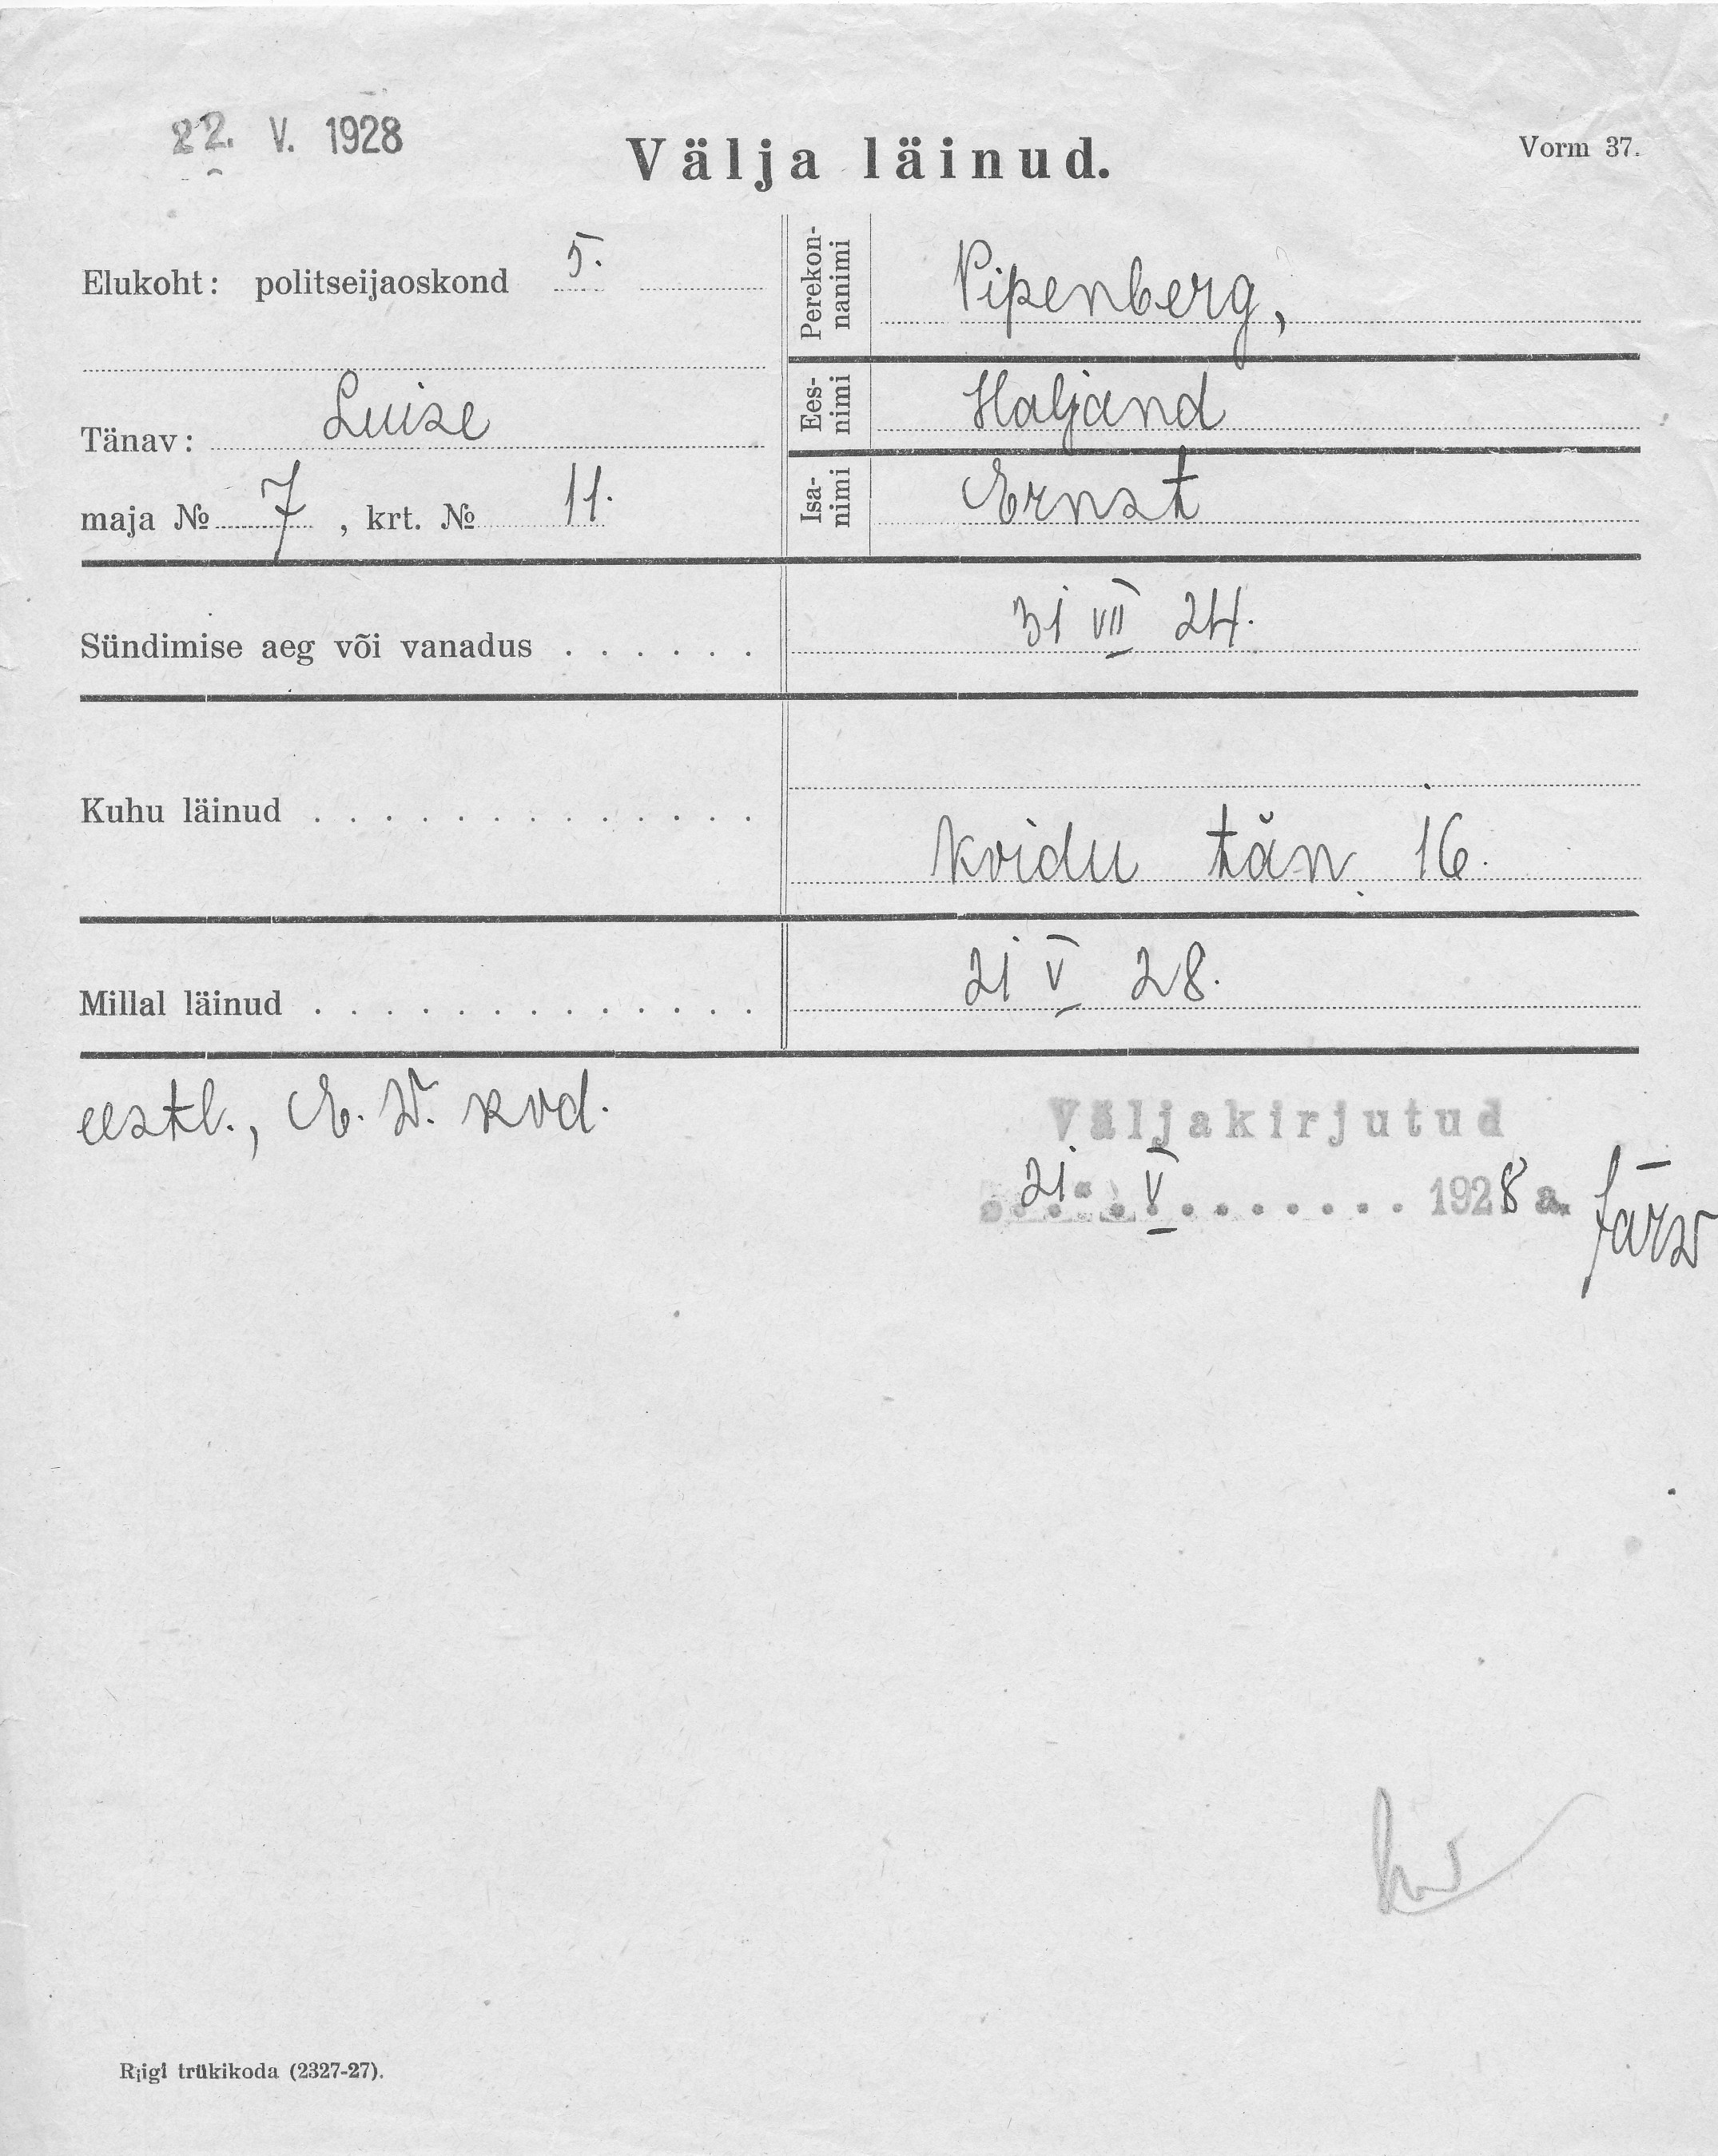 22. V. 1928
Välja läinud.
Vorm 37.
Elukoht: politseijaoskond 5.
Tänav: Luise
maja № 7, krt. № 11.
Perekon-
nanimi
Pipenberg,
Ees-
nimi
Haljand
Isa-
nimi
Ernst
Sündimise aeg või vanadus . . . . . . 31 VII 24.
Kuhu läinud . . . . . . . . . . . . . Koidu tän. 16.
Millal läinud . . . . . . . . . . . . . 21 V 28.
eestl., E. W. kod.
Väljakirjutud
21. V . . . . . . . 1928 a.
Riigi trükikoda (2327-27).